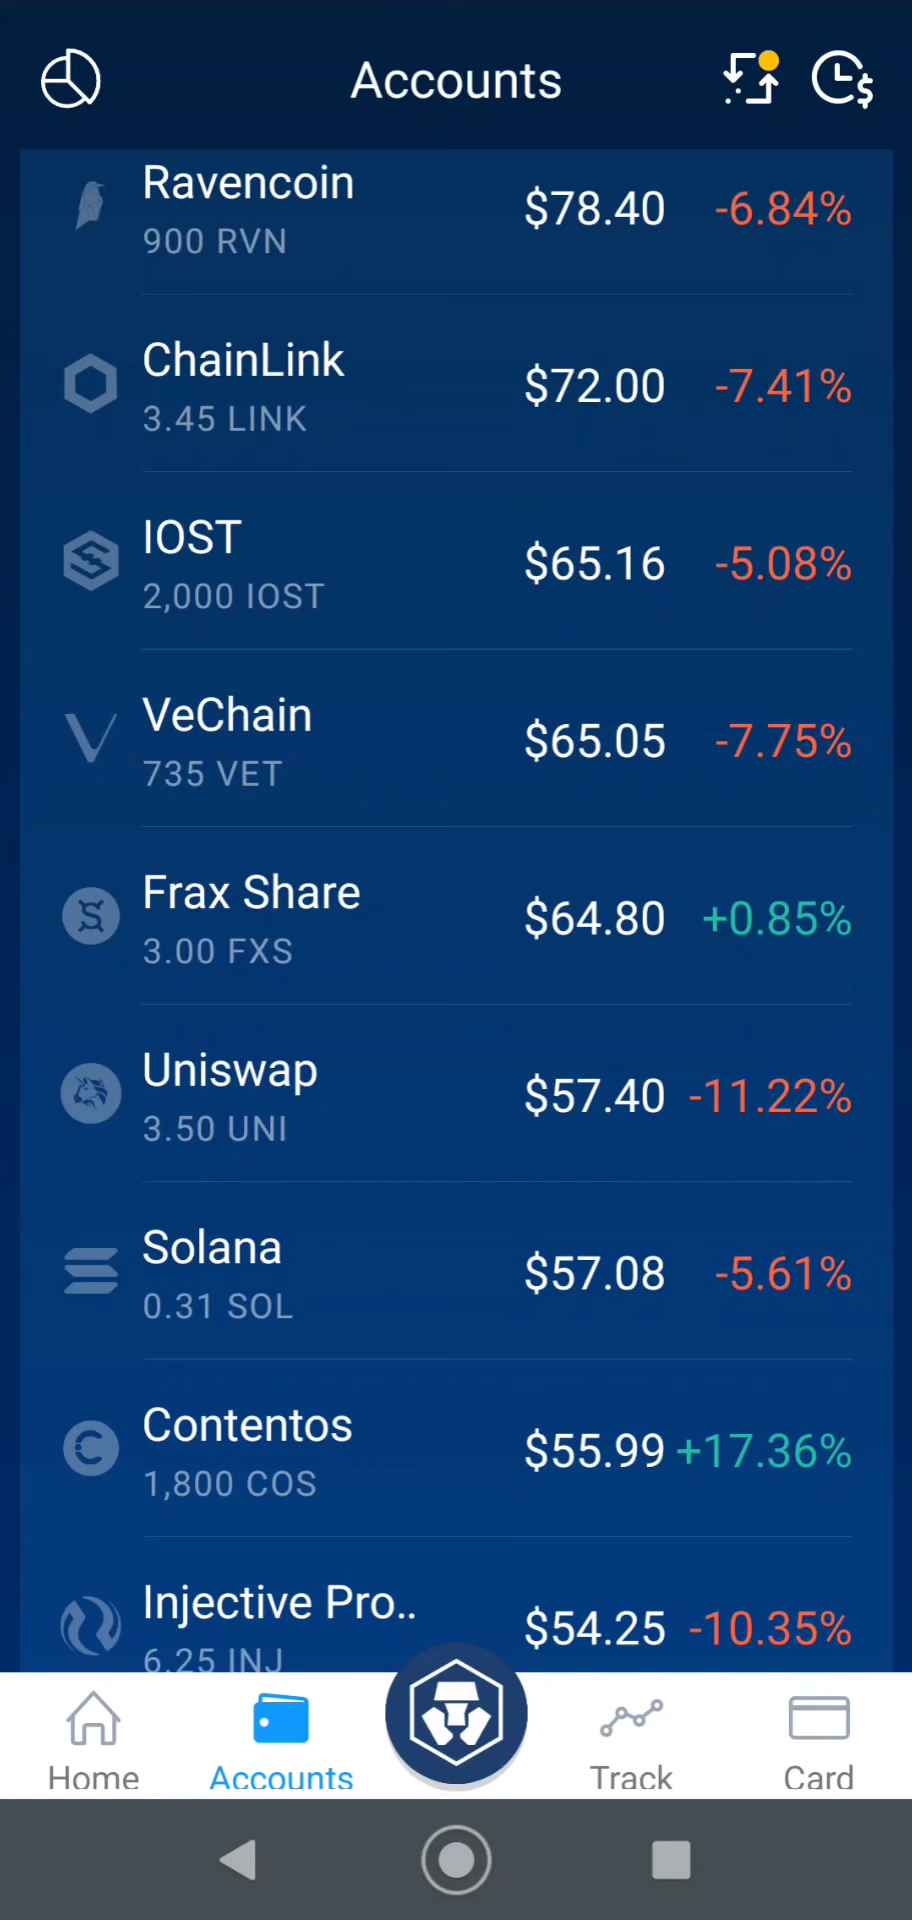 Accounts
Ravencoin
900 RVN
$78.40 -6.84%
ChainLink
3.45 LINK
$72.00 -7.41%
IOST
2,000 IOST
$65.16 -5.08%
VeChain
735 VET
$65.05 -7.75%
Frax Share
3.00 FXS
$64.80 +0.85%
Uniswap
3.50 UNI
$57.40 -11.22%
Solana
0.31 SOL
$57.08 -5.61%
Contentos
1,800 COS
$55.99 +17.36%
Injective Pro..
6.25 INJ
$54.25 -10.35%
Home Accounts Track Card